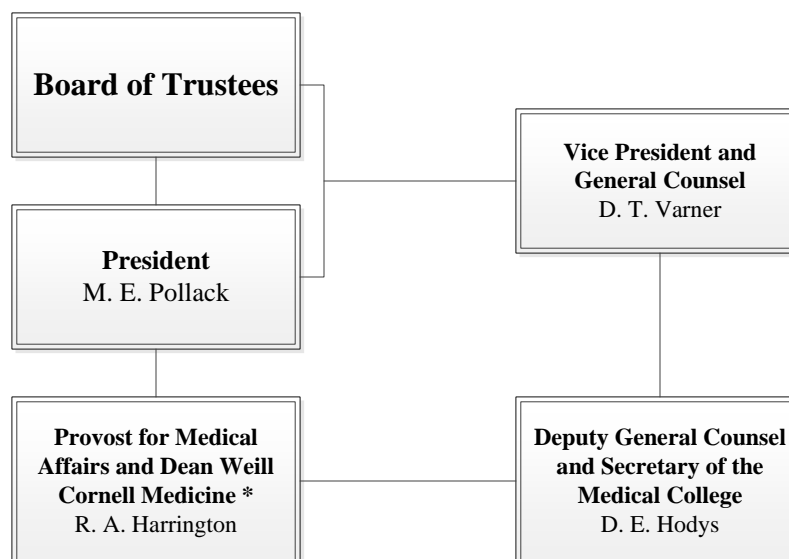 Board of Trustees
Vice President and
General Counsel
D. T. Varner
President
M. E. Pollack
Provost for Medical
Affairs and Dean Weill
Cornell Medicine *
R. A. Harrington
Deputy General Counsel
and Secretary of the
Medical College
D. E. Hodys